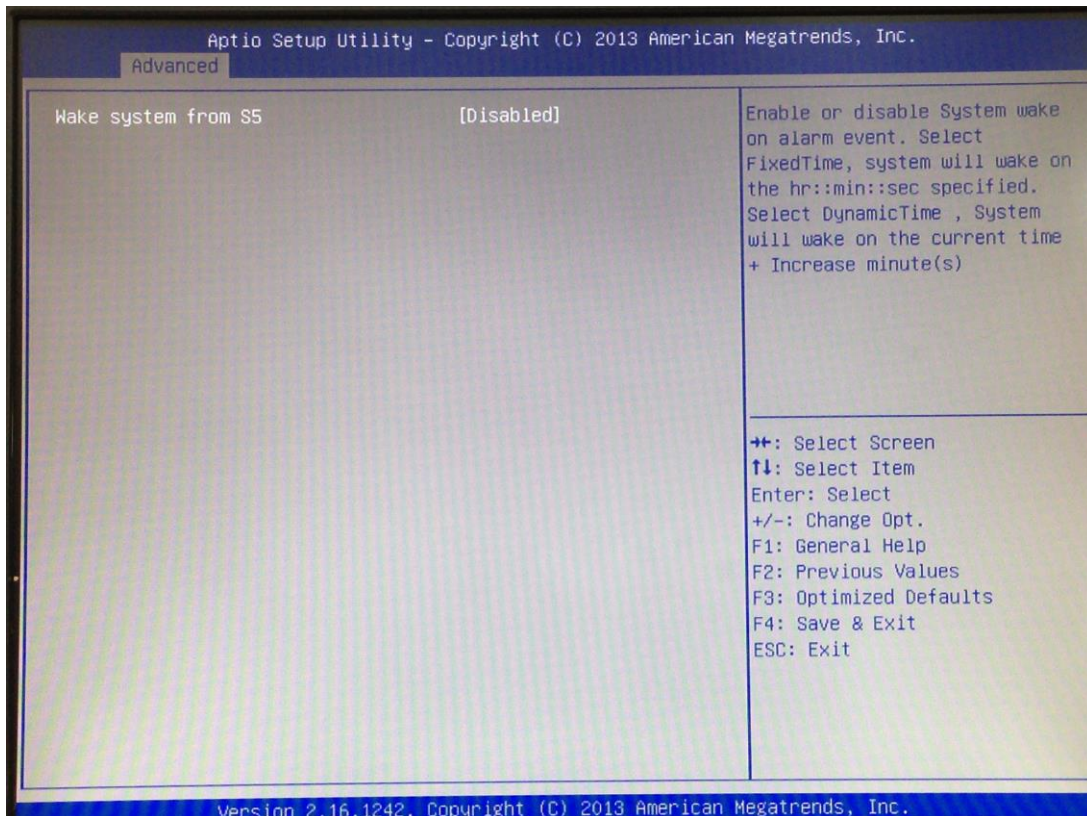 Aptio Setup Utility – Copyright (C) 2013 American Megatrends, Inc.
Advanced
Wake system from S5 [Disabled]
Enable or disable System wake
on alarm event. Select
FixedTime, system will wake on
the hr::min::sec specified.
Select DynamicTime , System
will wake on the current time
+ Increase minute(s)
→←: Select Screen
↑↓: Select Item
Enter: Select
+/-: Change Opt.
F1: General Help
F2: Previous Values
F3: Optimized Defaults
F4: Save & Exit
ESC: Exit
Version 2.16.1242. Copyright (C) 2013 American Megatrends, Inc.